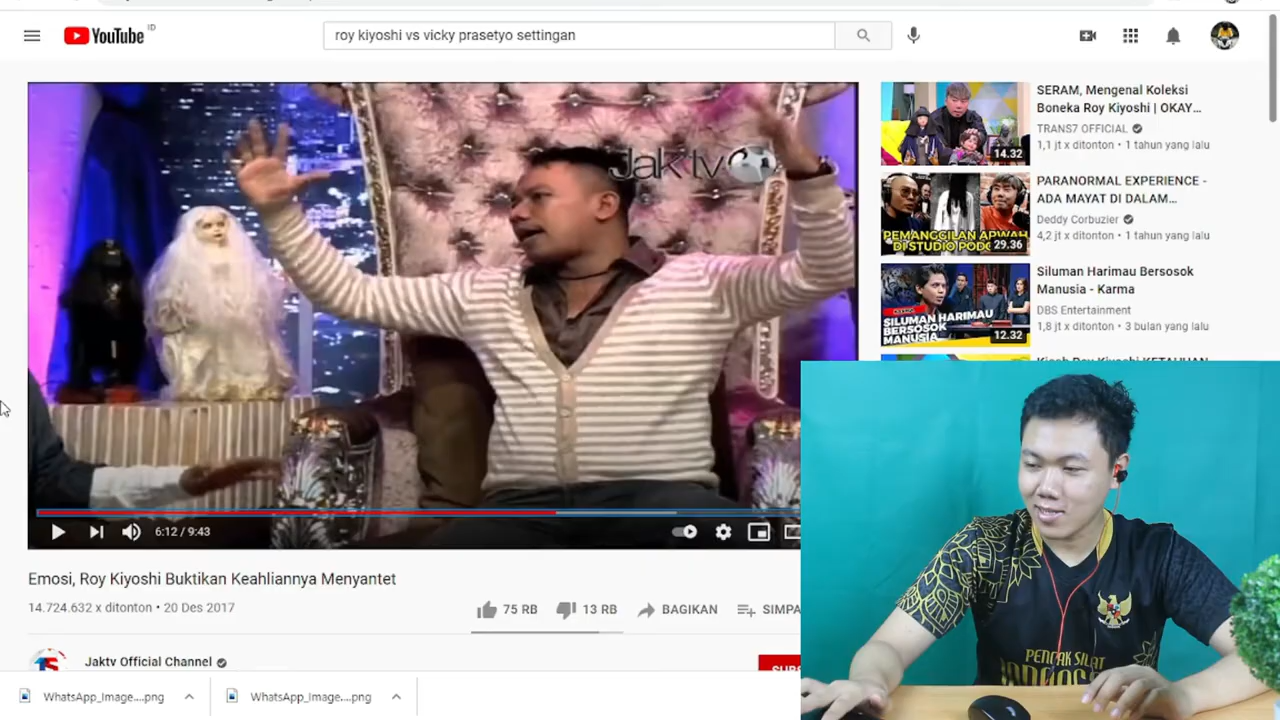 YouTube ID
roy kiyoshi vs vicky prasetyo settingan
Jak tv
6:12 / 9:43
Emosi, Roy Kiyoshi Buktikan Keahliannya Menyantet
14.724.632 x ditonton • 20 Des 2017
75 RB
13 RB
BAGIKAN
SIMPA
Jaktv Official Channel
SUBS
SERAM, Mengenal Koleksi
Boneka Roy Kiyoshi | OKAY...
TRANS7 OFFICIAL
1,1 jt x ditonton • 1 tahun yang lalu
14.32
PARANORMAL EXPERIENCE -
ADA MAYAT DI DALAM...
Deddy Corbuzier
4,2 jt x ditonton • 1 tahun yang lalu
PEMANGGILAN ARWAH
DI STUDIO PODC
29.36
Siluman Harimau Bersosok
Manusia - Karma
DBS Entertainment
1,8 jt x ditonton • 3 bulan yang lalu
SILUMAN HARIMAU
BERSOSOK
MANUSIA
12.32
PENCAK SILAT
WhatsApp_Image....png
WhatsApp_Image....png